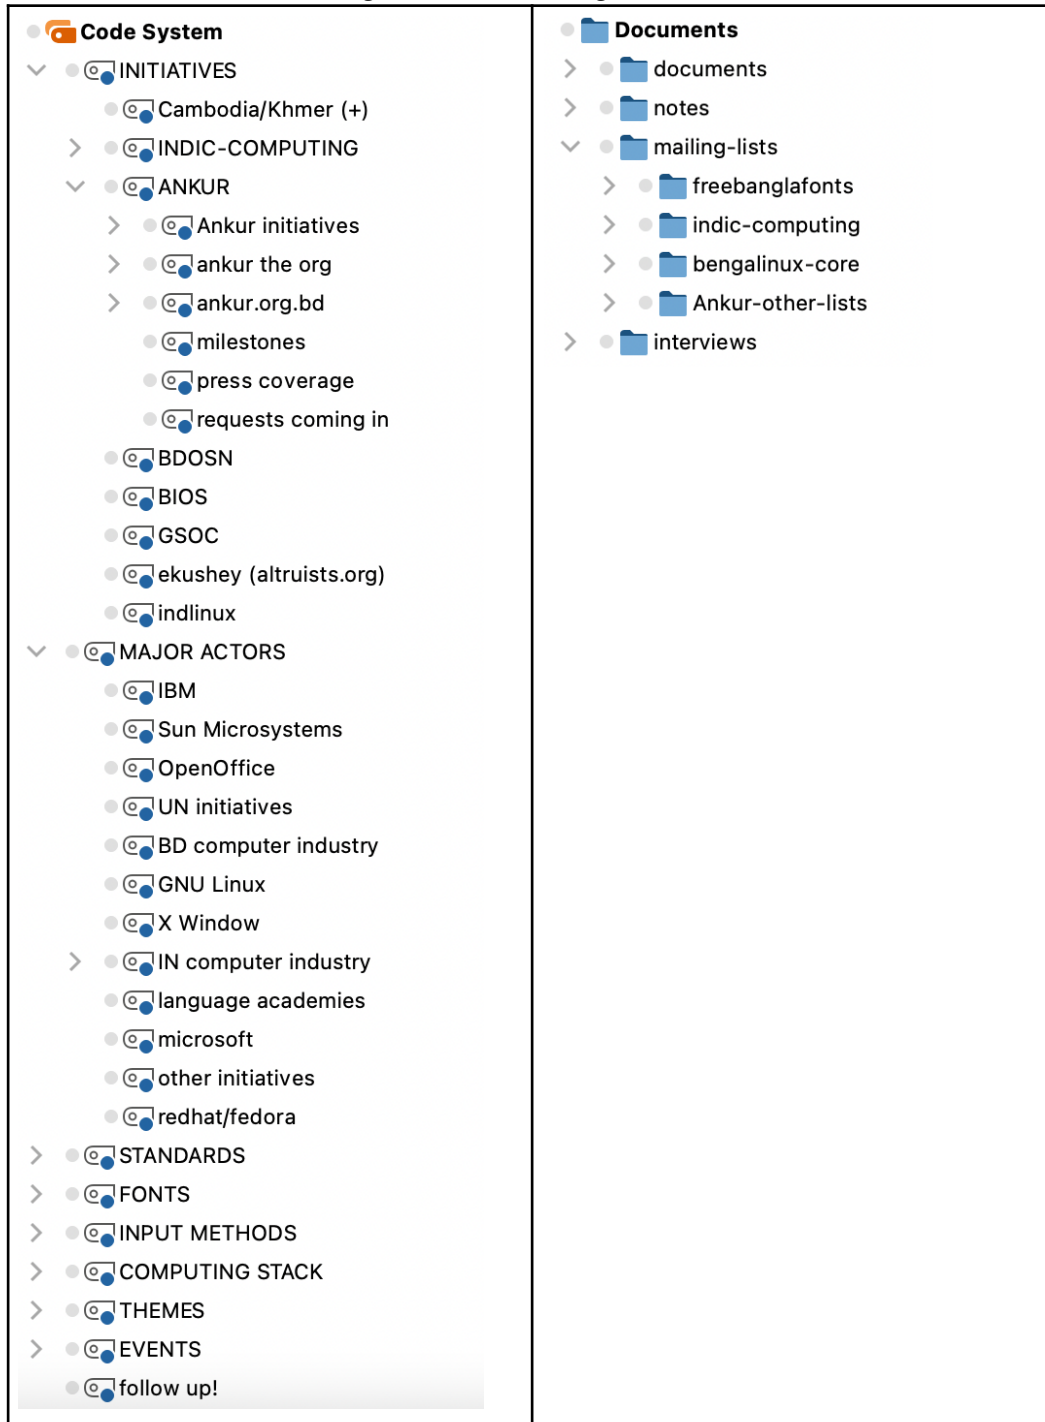 Code System
INITIATIVES
Cambodia/Khmer (+)
INDIC-COMPUTING
ANKUR
Ankur initiatives
ankur the org
ankur.org.bd
milestones
press coverage
requests coming in
BDOSN
BIOS
GSOC
ekushey (altruists.org)
indlinux
MAJOR ACTORS
IBM
Sun Microsystems
OpenOffice
UN initiatives
BD computer industry
GNU Linux
X Window
IN computer industry
language academies
microsoft
other initiatives
redhat/fedora
STANDARDS
FONTS
INPUT METHODS
COMPUTING STACK
THEMES
EVENTS
follow up!
Documents
documents
notes
mailing-lists
freebanglafonts
indic-computing
bengalinux-core
Ankur-other-lists
interviews